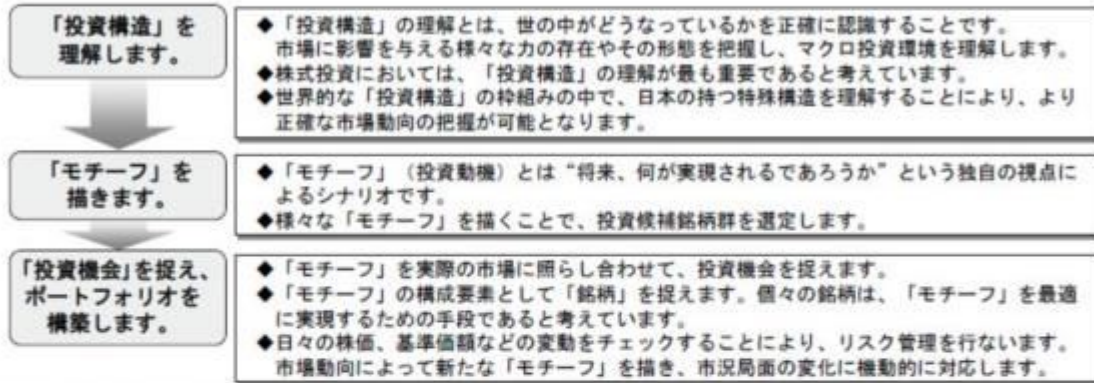 「投資構造」を
理解します。
◆「投資構造」の理解とは、世の中がどうなっているかを正確に認識することです。
市場に影響を与える様々な力の存在やその形態を把握し、マクロ投資環境を理解します。
◆株式投資においては、「投資構造」の理解が最も重要であると考えています。
◆世界的な「投資構造」の枠組みの中で、日本の持つ特殊構造を理解することにより、より
正確な市場動向の把握が可能となります。
「モチーフ」を
描きます。
◆「モチーフ」（投資動機）とは“将来、何が実現されるであろうか”という独自の視点に
よるシナリオです。
◆様々な「モチーフ」を描くことで、投資候補銘柄群を選定します。
「投資機会」を捉え、
ポートフォリオを
構築します。
◆「モチーフ」を実際の市場に照らし合わせて、投資機会を捉えます。
◆「モチーフ」の構成要素として「銘柄」を捉えます。個々の銘柄は、「モチーフ」を最適
に実現するための手段であると考えています。
◆日々の株価、基準価額などの変動をチェックすることにより、リスク管理を行ないます。
市場動向によって新たな「モチーフ」を描き、市況局面の変化に機動的に対応します。